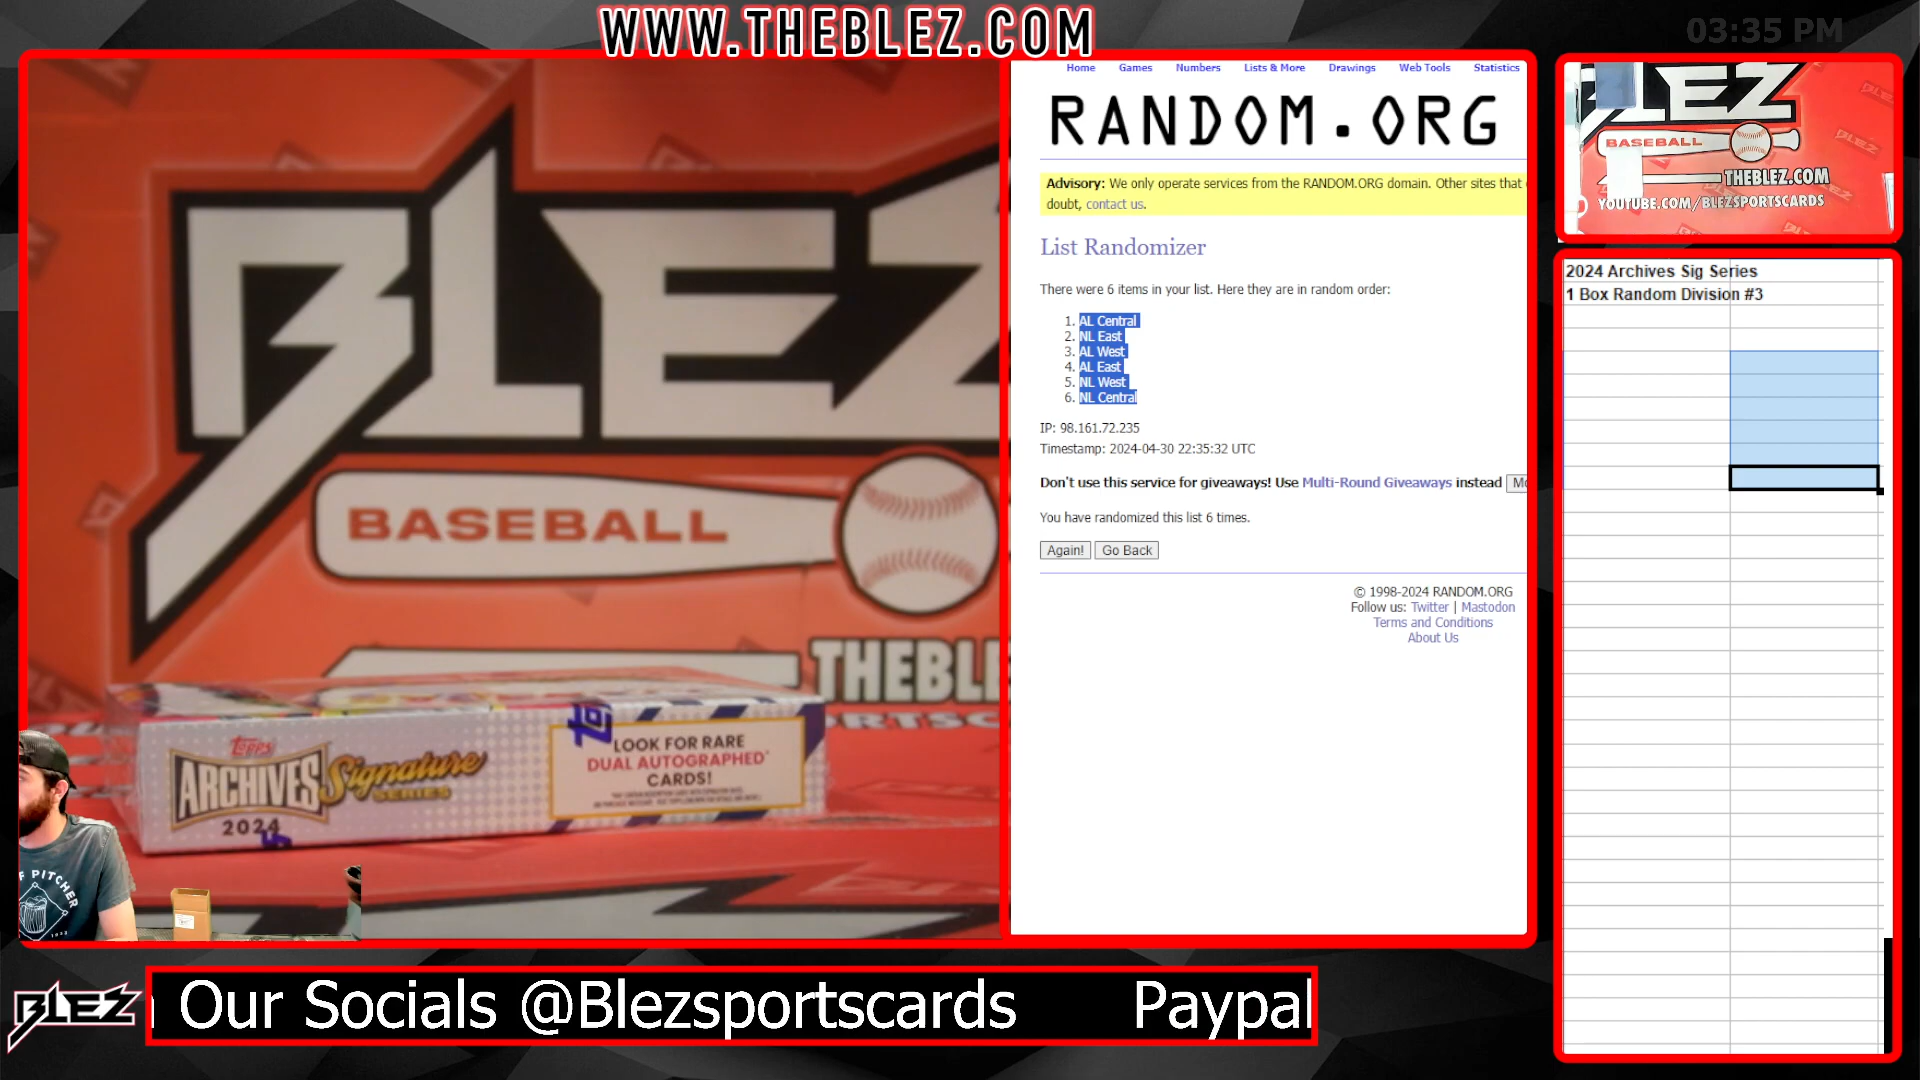 WWW.THEBLEZ.COM
03:35 PM
BLEZ
BASEBALL
THEBLE
Topps
ARCHIVES Signature
SERIES
2024
LOOK FOR RARE
DUAL AUTOGRAPHED*
CARDS!
F PITCHER
Home Games Numbers Lists & More Drawings Web Tools Statistics
RANDOM.ORG
Advisory: We only operate services from the RANDOM.ORG domain. Other sites that
doubt, contact us.
List Randomizer
There were 6 items in your list. Here they are in random order:
1. AL Central
2. NL East
3. AL West
4. AL East
5. NL West
6. NL Central
IP: 98.161.72.235
Timestamp: 2024-04-30 22:35:32 UTC
Don't use this service for giveaways! Use Multi-Round Giveaways instead
You have randomized this list 6 times.
Again! Go Back
© 1998-2024 RANDOM.ORG
Follow us: Twitter | Mastodon
Terms and Conditions
About Us
LEZ
BASEBALL
THEBLEZ.COM
YOUTUBE.COM/BLEZSPORTSCARDS
2024 Archives Sig Series
1 Box Random Division #3
BLEZ
Our Socials @Blezsportscards Paypal